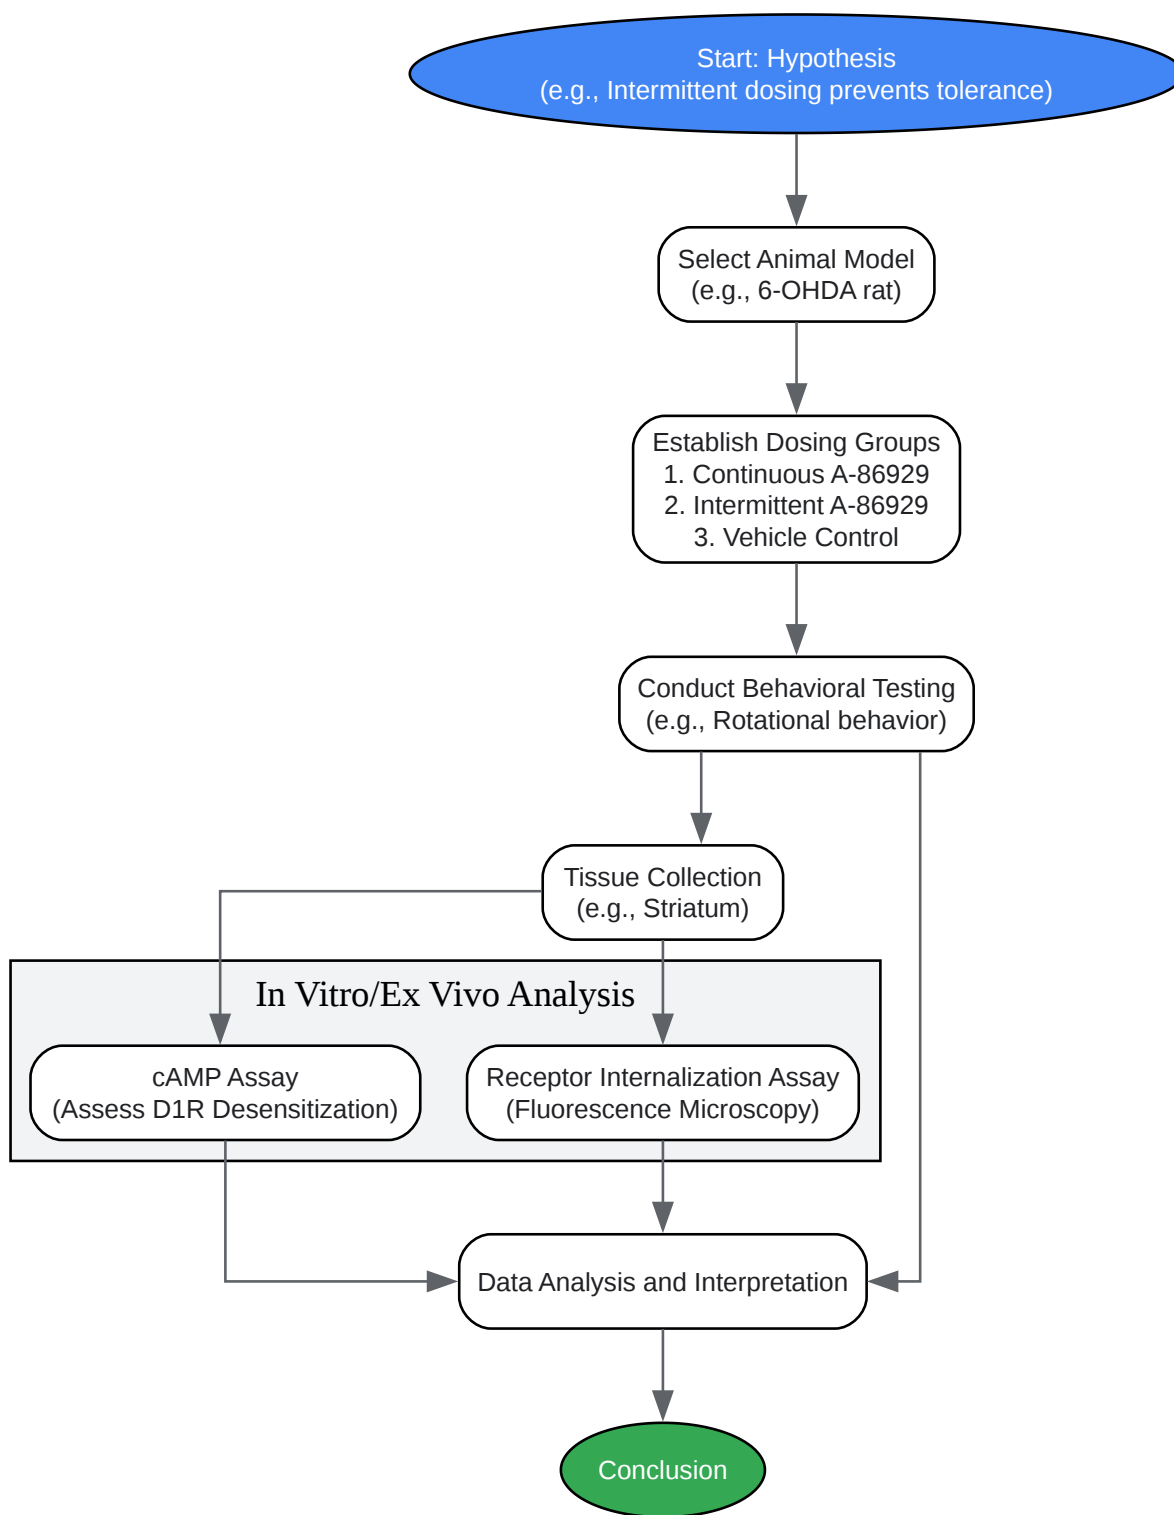 Start: Hypothesis
(e.g., Intermittent dosing prevents tolerance)
Select Animal Model
(e.g., 6-OHDA rat)
Establish Dosing Groups
1. Continuous A-86929
2. Intermittent A-86929
3. Vehicle Control
Conduct Behavioral Testing
(e.g., Rotational behavior)
Tissue Collection
(e.g., Striatum)
In Vitro/Ex Vivo Analysis
cAMP Assay
(Assess D1R Desensitization)
Receptor Internalization Assay
(Fluorescence Microscopy)
Data Analysis and Interpretation
Conclusion